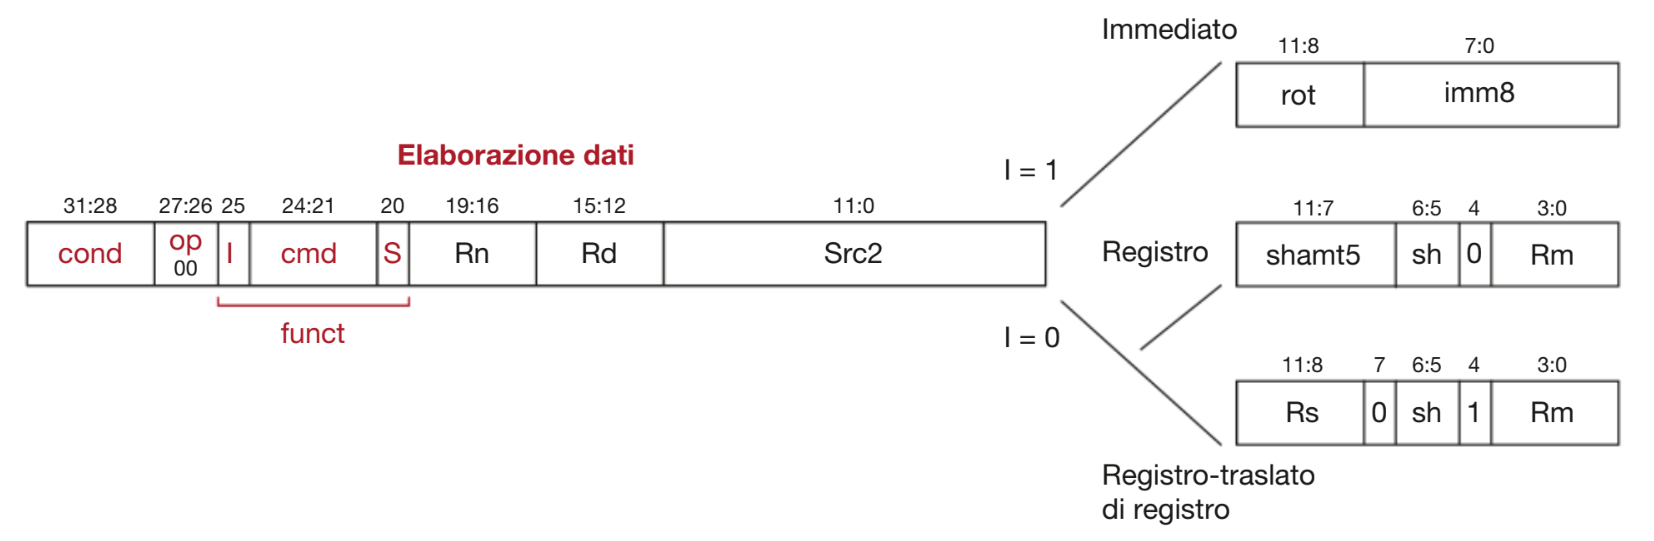 Elaborazione dati
31:28 27:26 25 24:21 20 19:16 15:12 11:0
cond op 00 I cmd S Rn Rd Src2
funct
I = 1
I = 0
Immediato
11:8 7:0
rot imm8
Registro
11:7 6:5 4 3:0
shamt5 sh 0 Rm
11:8 7 6:5 4 3:0
Rs 0 sh 1 Rm
Registro-traslato
di registro